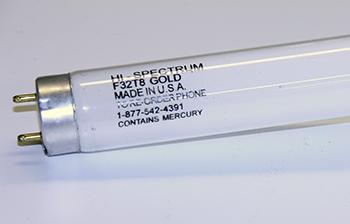 HI-SPECTRUM
F32T8 GOLD
MADE IN U.S.A.
TO RE-ORDER PHONE
1-877-542-4391
CONTAINS MERCURY